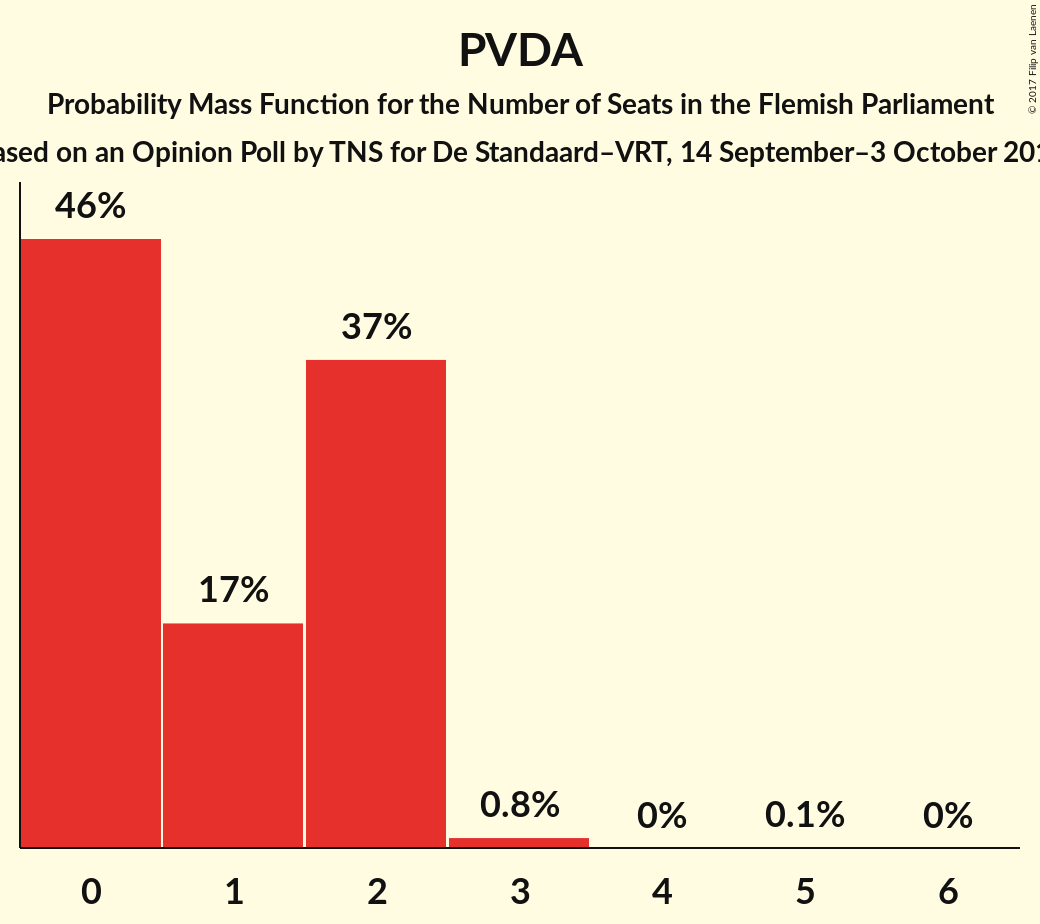 PVDA
Probability Mass Function for the Number of Seats in the Flemish Parliament
on an Opinion Poll by TNS for De Standaard–VRT, 14 September–3 October
© 2017 Filip van Laenen
46%
37%
17%
0.8%
0%
0.1%
0%
0 1 2 3 4 5 6